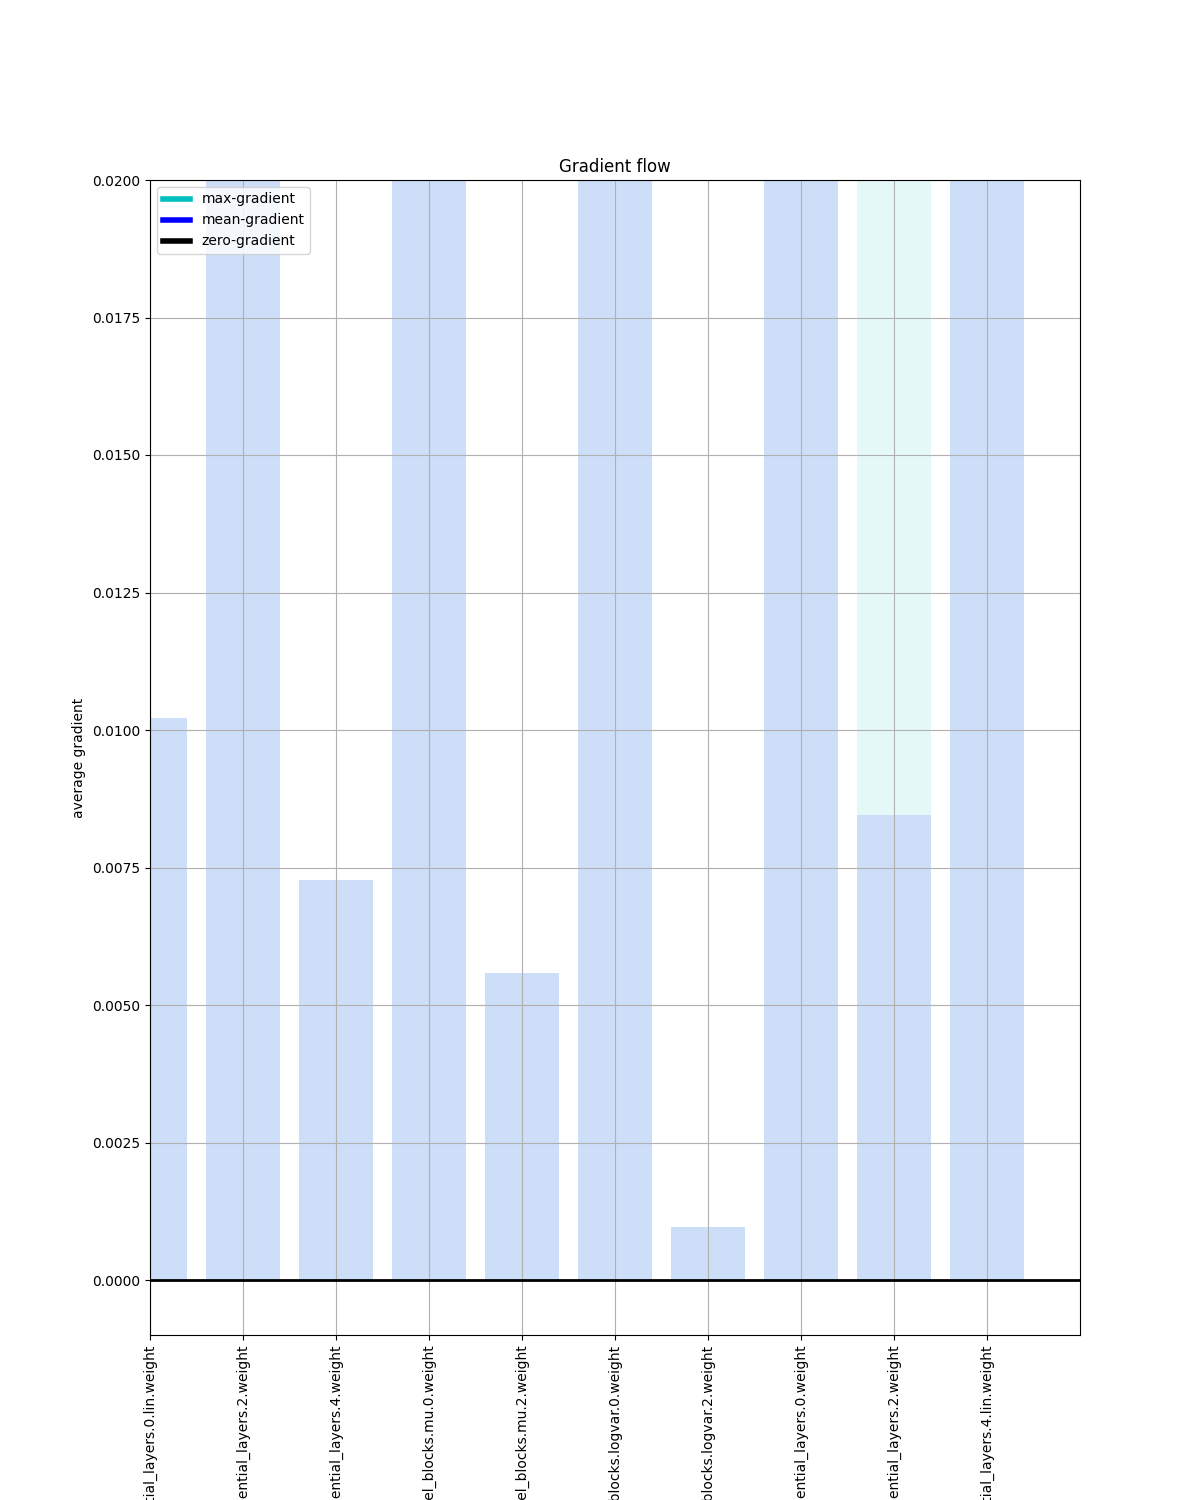 Gradient flow
max-gradient
mean-gradient
zero-gradient
0.0200
0.0175
0.0150
0.0125
0.0100
0.0075
0.0050
0.0025
0.0000
average gradient
tial_layers.0.lin.weight
ential_layers.2.weight
ential_layers.4.weight
el_blocks.mu.0.weight
el_blocks.mu.2.weight
blocks.logvar.0.weight
blocks.logvar.2.weight
ential_layers.0.weight
ential_layers.2.weight
tial_layers.4.lin.weight